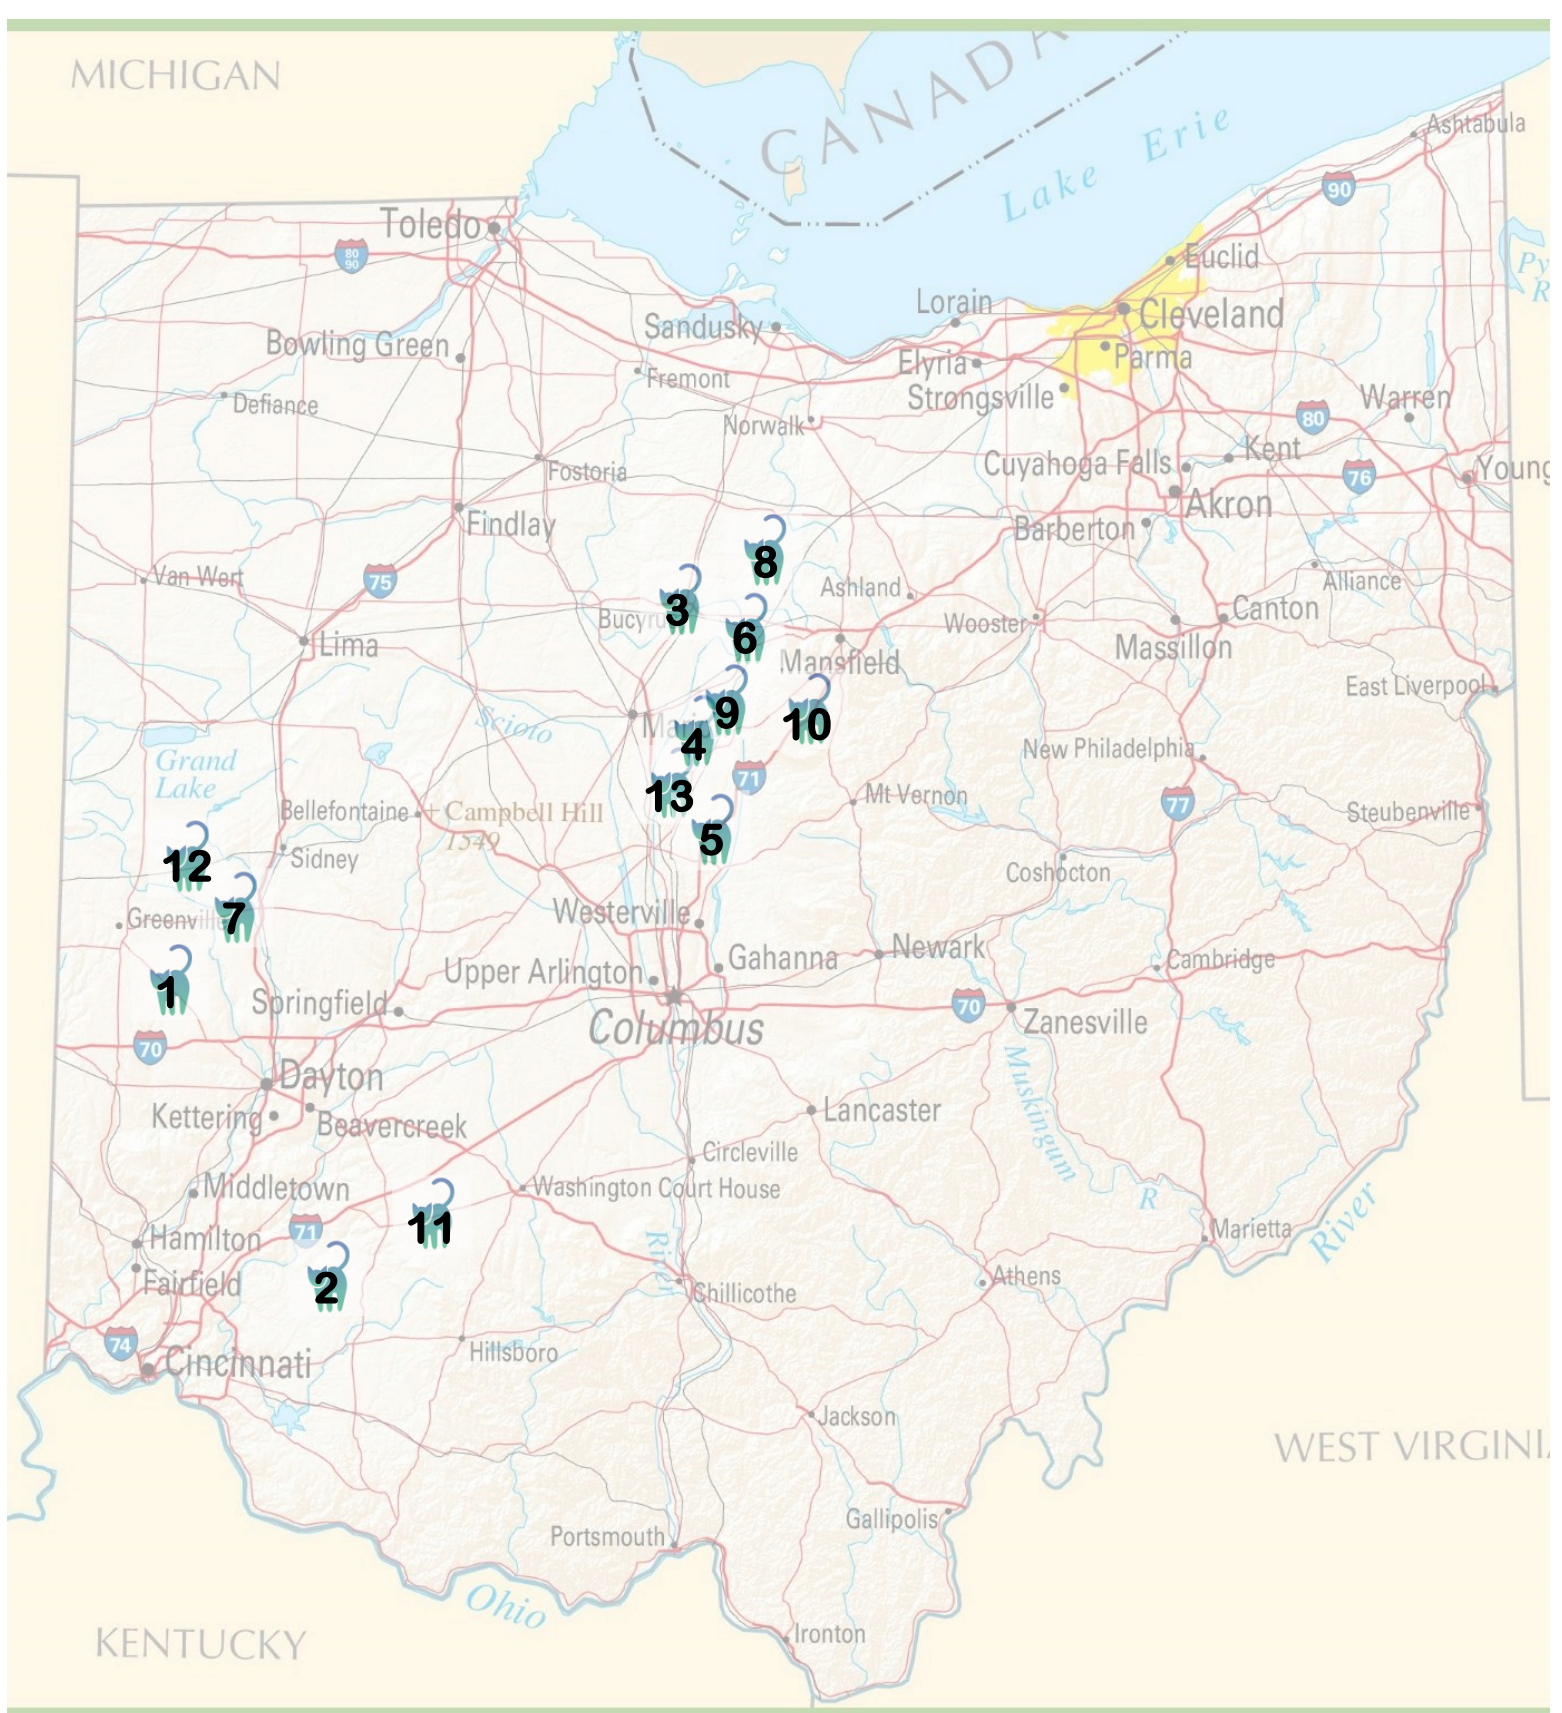 MICHIGAN
CANADA
Lake Erie
Ashtabula
90
Toledo
80
90
Euclid
Lorain
Cleveland
Sandusky
Bowling Green
Elyria
Parma
Fremont
Strongsville
Warren
Defiance
80
Norwalk
Cuyahoga Falls
Kent
Fostoria
76
Young
Akron
Findlay
Barberton
8
Van Wert
75
Ashland
Alliance
3
Bucyru
6
Wooster
Canton
Lima
Mansfield
Massillon
East Liverpool
9
10
Scioto
4
New Philadelphia
Grand
Lake
71
13
Mt Vernon
77
Bellefontaine
Campbell Hill
1549
Steubenville
5
12
Sidney
Coshocton
Greenvill
7
Westerville
Newark
Gahanna
Cambridge
1
Upper Arlington
Springfield
70
Zanesville
Columbus
70
Dayton
Muskingum
Kettering
Beavercreek
Lancaster
Circleville
Middletown
Washington Court House
R
11
71
Hamilton
Marietta
River
River
2
Fairfield
Chillicothe
Athens
74
Cincinnati
Hillsboro
Jackson
WEST VIRGINIA
Gallipolis
Portsmouth
Ohio
KENTUCKY
Ironton